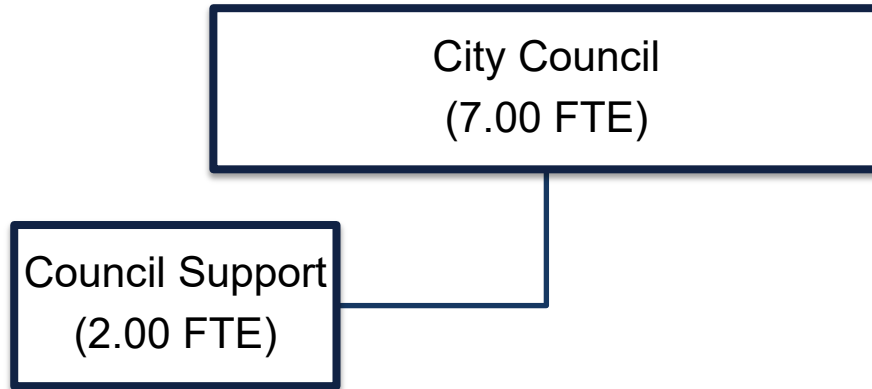 City Council
(7.00 FTE)
Council Support
(2.00 FTE)